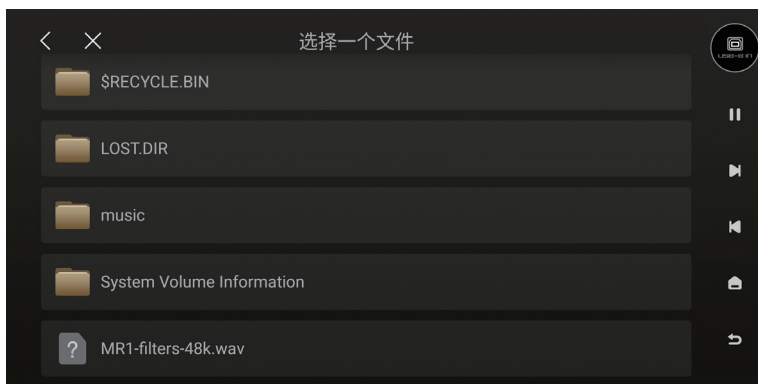 选择一个文件
$RECYCLE.BIN
LOST.DIR
music
System Volume Information
MR1-filters-48k.wav
?